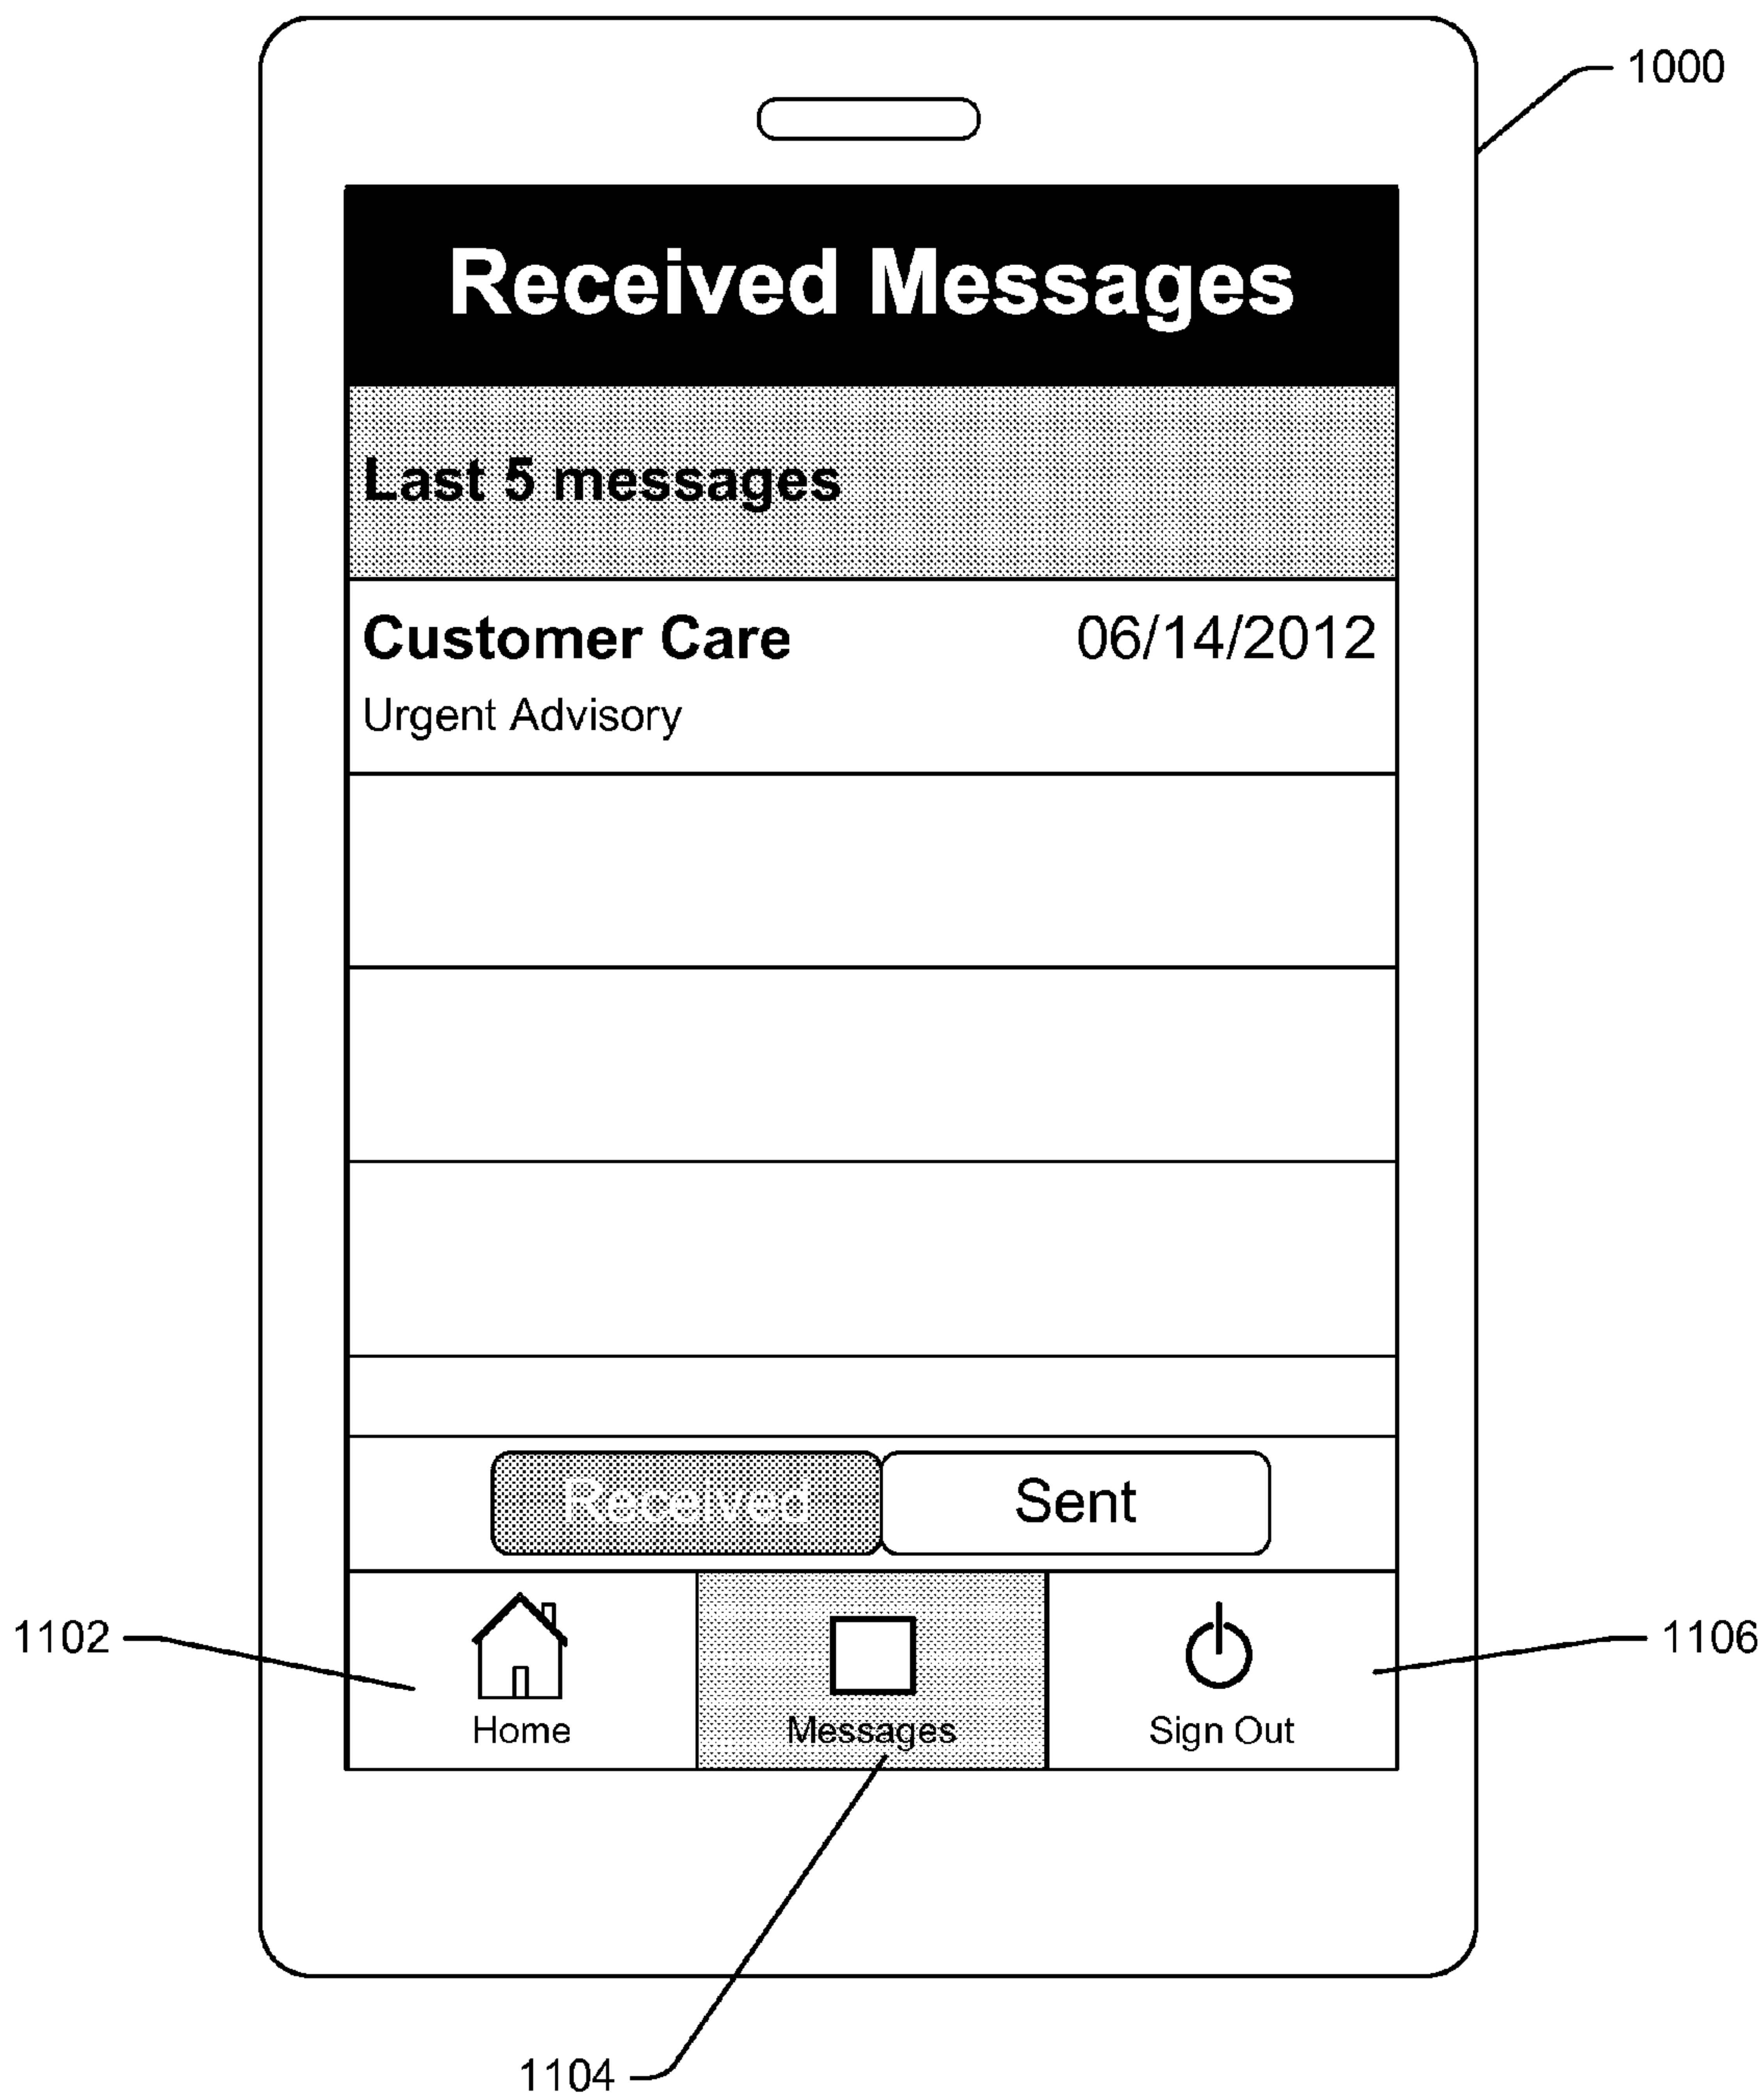 1000
Received Messages
Last 5 messages
Customer Care 06/14/2012
Urgent Advisory
Received Sent
1102
1106
Home Messages Sign Out
1104